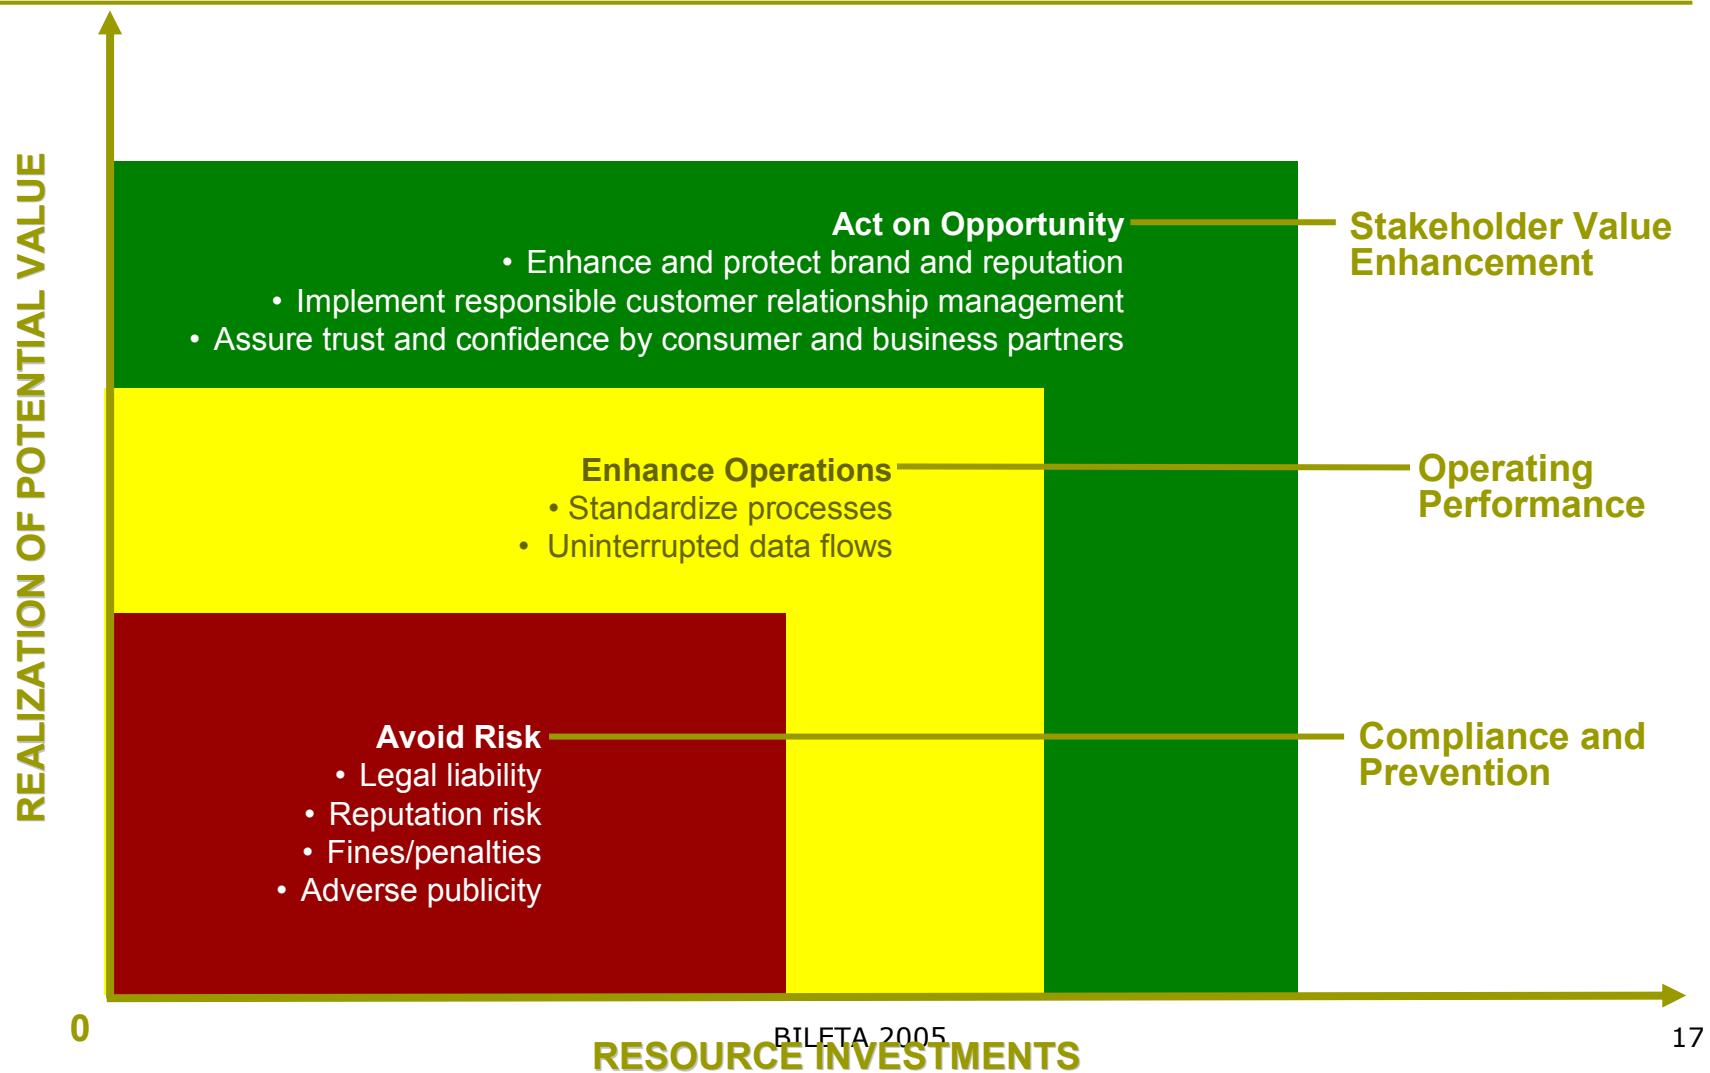 REALIZATION OF POTENTIAL VALUE
Act on Opportunity
• Enhance and protect brand and reputation
• Implement responsible customer relationship management
• Assure trust and confidence by consumer and business partners
Stakeholder Value
Enhancement
Enhance Operations
• Standardize processes
• Uninterrupted data flows
Operating
Performance
Avoid Risk
• Legal liability
• Reputation risk
• Fines/penalties
• Adverse publicity
Compliance and
Prevention
0
BILETA 2005
17
RESOURCE INVESTMENTS